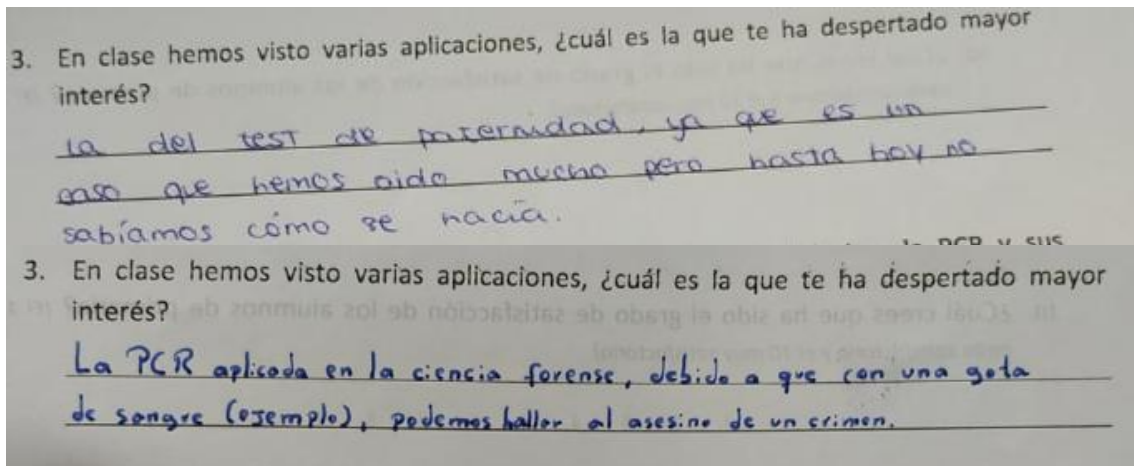 3. En clase hemos visto varias aplicaciones, ¿cuál es la que te ha despertado mayor
interés?
La del test de paternidad, ya que es un
caso que hemos oido mucho pero hasta hoy no
sabíamos cómo se hacía.
PCR y sus
3. En clase hemos visto varias aplicaciones, ¿cuál es la que te ha despertado mayor
interés?
La PCR aplicada en la ciencia forense, debido a que con una gota
de sangre (ejemplo), podemos hallar al asesino de un crimen.